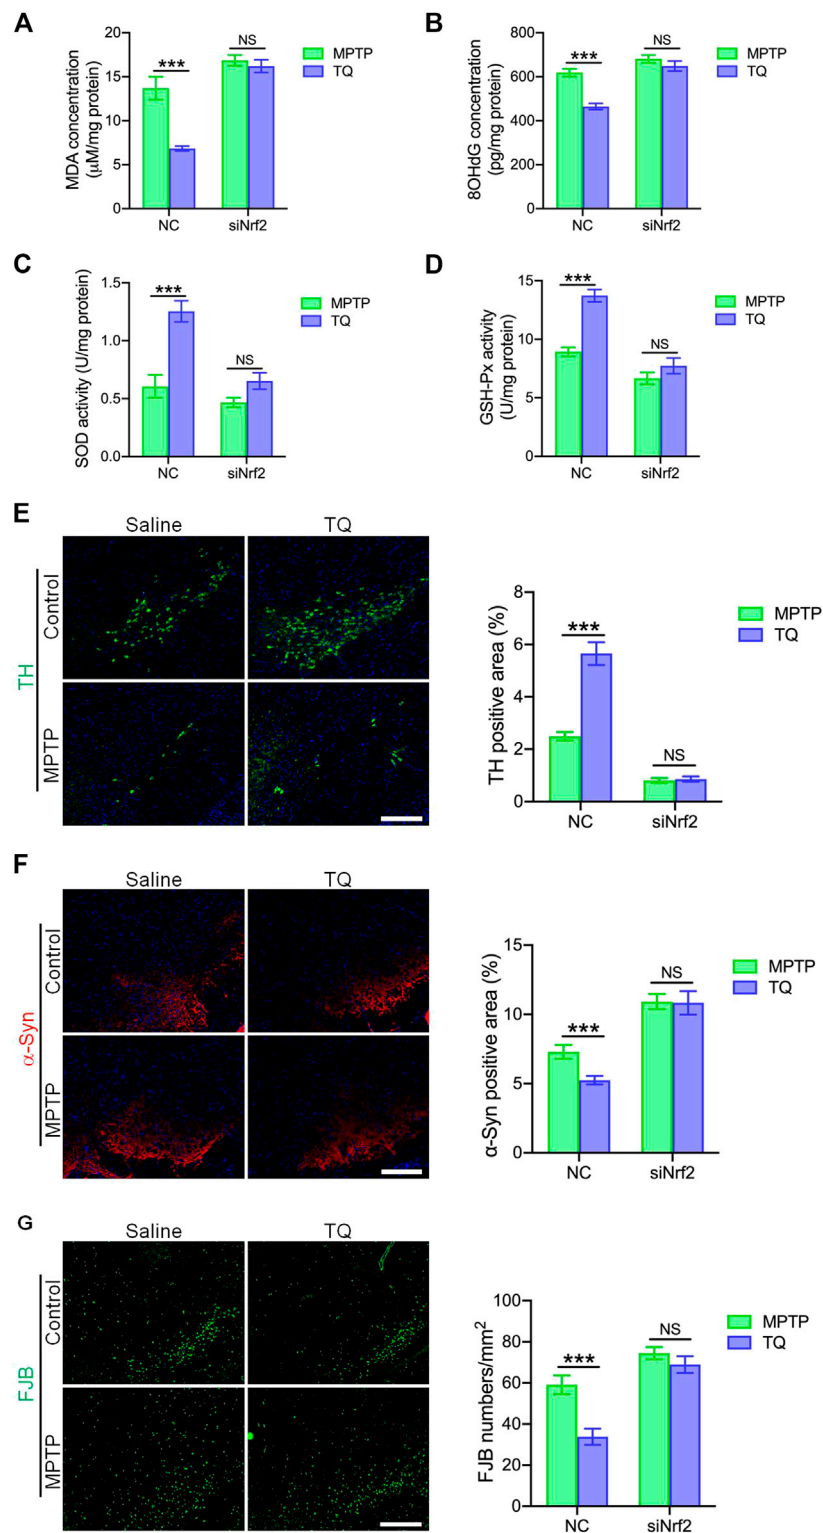 A
MDA concentration
(μM/mg protein)
20
15
10
5
0
***
NS
NC
siNrf2
MPTP
TQ
B
8OHdG concentration
(pg/mg protein)
800
600
400
200
0
***
NS
NC
siNrf2
MPTP
TQ
C
SOD activity (U/mg protein)
1.5
1.0
0.5
0.0
***
NS
NC
siNrf2
MPTP
TQ
D
GSH-Px activity
(U/mg protein)
15
10
5
0
***
NS
NC
siNrf2
MPTP
TQ
E
Saline
TQ
TH
Control
MPTP
TH positive area (%)
8
6
4
2
0
***
NS
NC
siNrf2
MPTP
TQ
F
Saline
TQ
α-Syn
Control
MPTP
α-Syn positive area (%)
15
10
5
0
***
NS
NC
siNrf2
MPTP
TQ
G
Saline
TQ
FJB
Control
MPTP
FJB numbers/mm²
100
80
60
40
20
0
***
NS
NC
siNrf2
MPTP
TQ